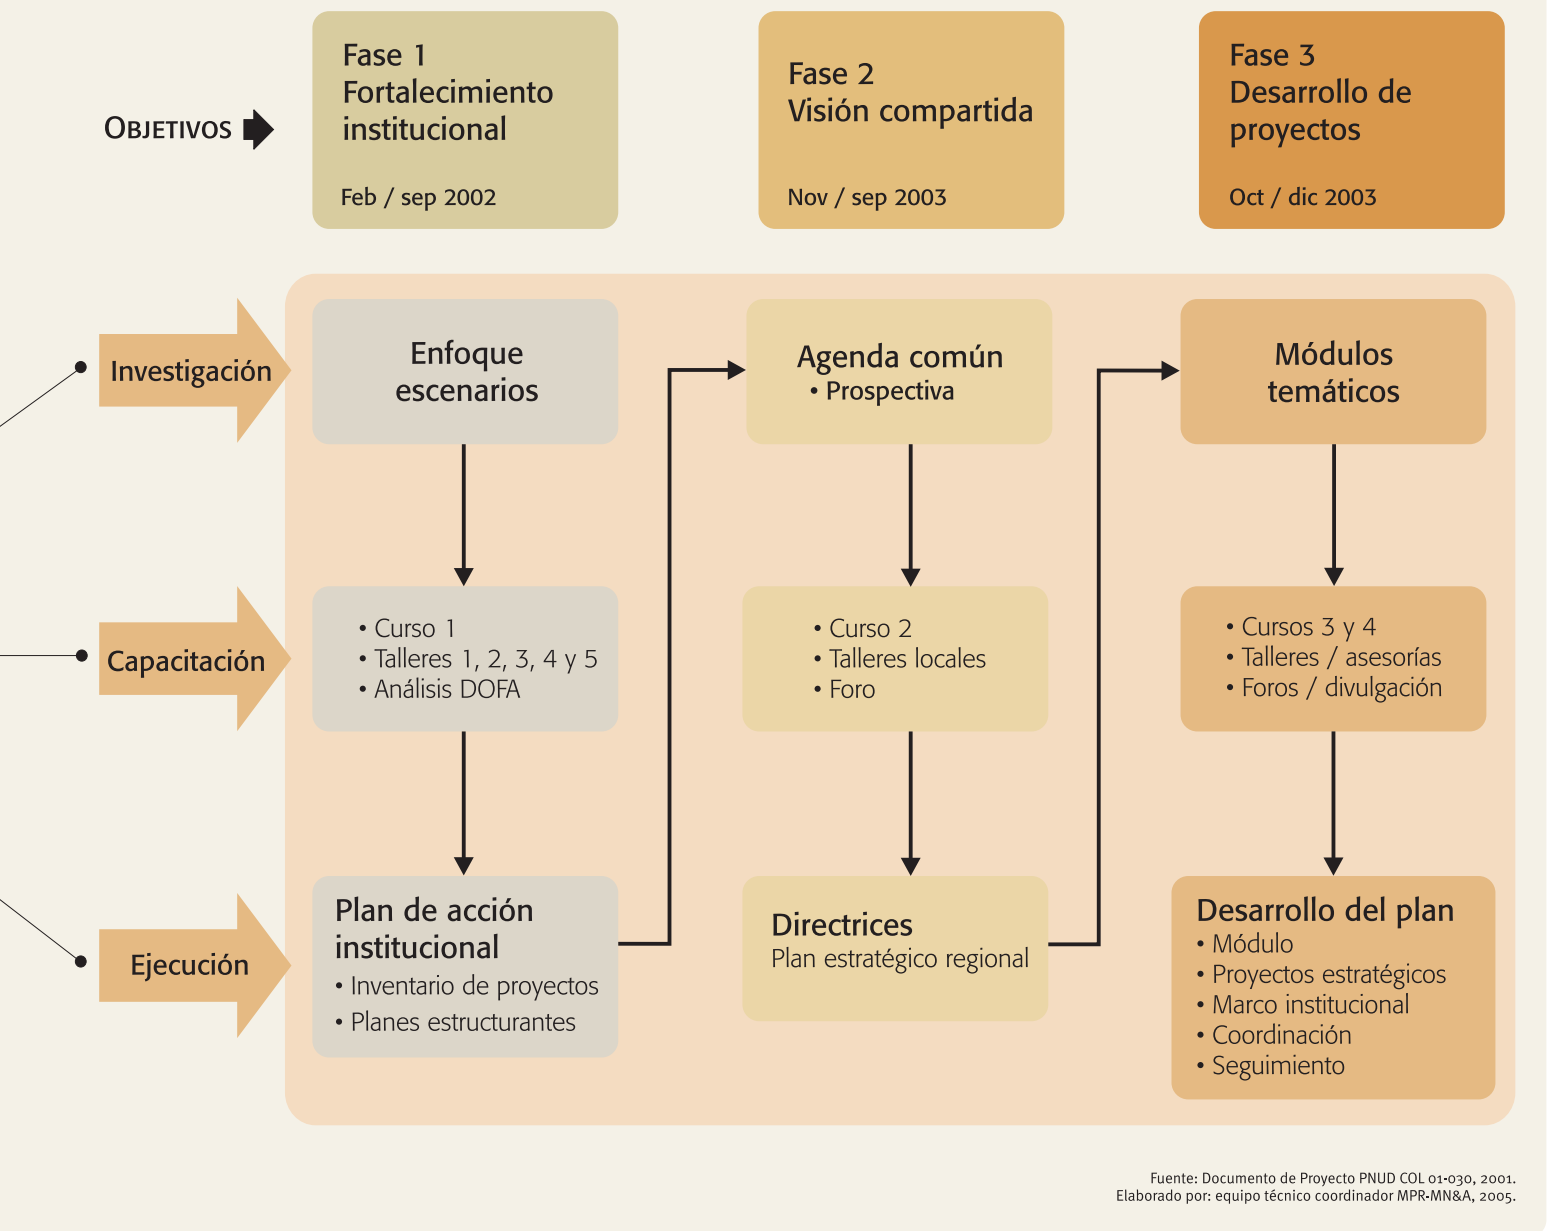 OBJETIVOS
Fase 1
Fortalecimiento
institucional
Feb / sep 2002
Fase 2
Visión compartida
Nov / sep 2003
Fase 3
Desarrollo de
proyectos
Oct / dic 2003
Investigación
Enfoque
escenarios
Agenda común
• Prospectiva
Módulos
temáticos
Capacitación
• Curso 1
• Talleres 1, 2, 3, 4 y 5
• Análisis DOFA
• Curso 2
• Talleres locales
• Foro
• Cursos 3 y 4
• Talleres / asesorías
• Foros / divulgación
Ejecución
Plan de acción
institucional
• Inventario de proyectos
• Planes estructurantes
Directrices
Plan estratégico regional
Desarrollo del plan
• Módulo
• Proyectos estratégicos
• Marco institucional
• Coordinación
• Seguimiento
Fuente: Documento de Proyecto PNUD COL 01-030, 2001.
Elaborado por: equipo técnico coordinador MPR-MN&A, 2005.